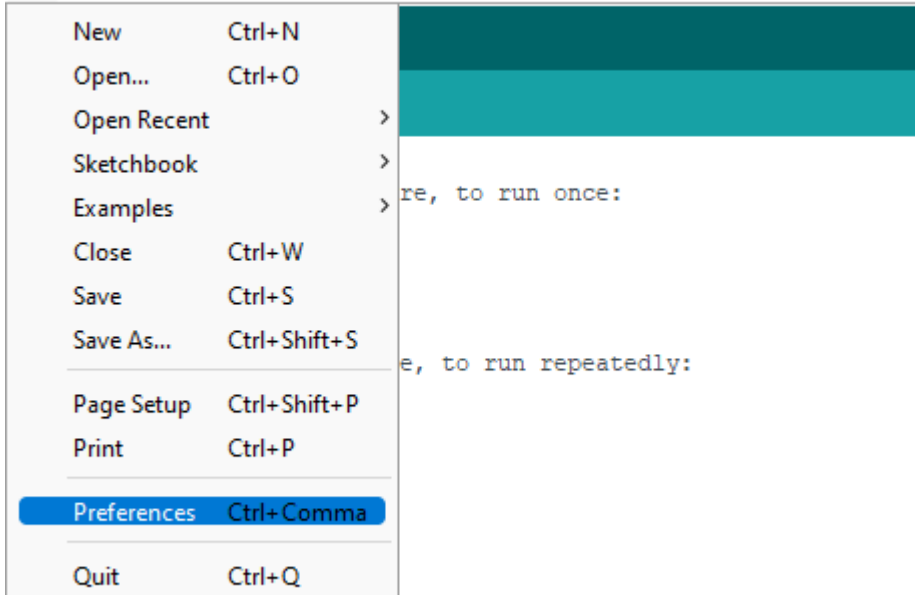 New Ctrl+N
Open... Ctrl+O
Open Recent
Sketchbook
Examples
Close Ctrl+W
Save Ctrl+S
Save As... Ctrl+Shift+S
Page Setup Ctrl+Shift+P
Print Ctrl+P
Preferences Ctrl+Comma
Quit Ctrl+Q
re, to run once:
e, to run repeatedly: